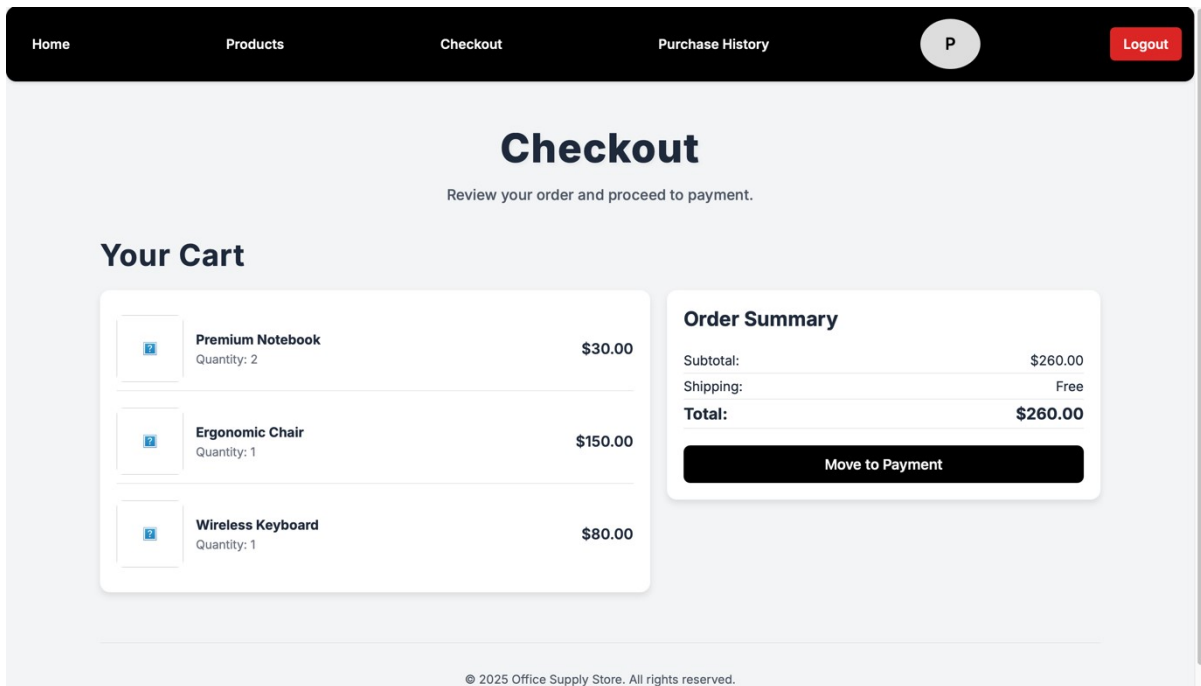 Home Products Checkout Purchase History P Logout
Checkout
Review your order and proceed to payment.
Your Cart
Premium Notebook
Quantity: 2
$30.00
Ergonomic Chair
Quantity: 1
$150.00
Wireless Keyboard
Quantity: 1
$80.00
Order Summary
Subtotal: $260.00
Shipping: Free
Total: $260.00
Move to Payment
© 2025 Office Supply Store. All rights reserved.